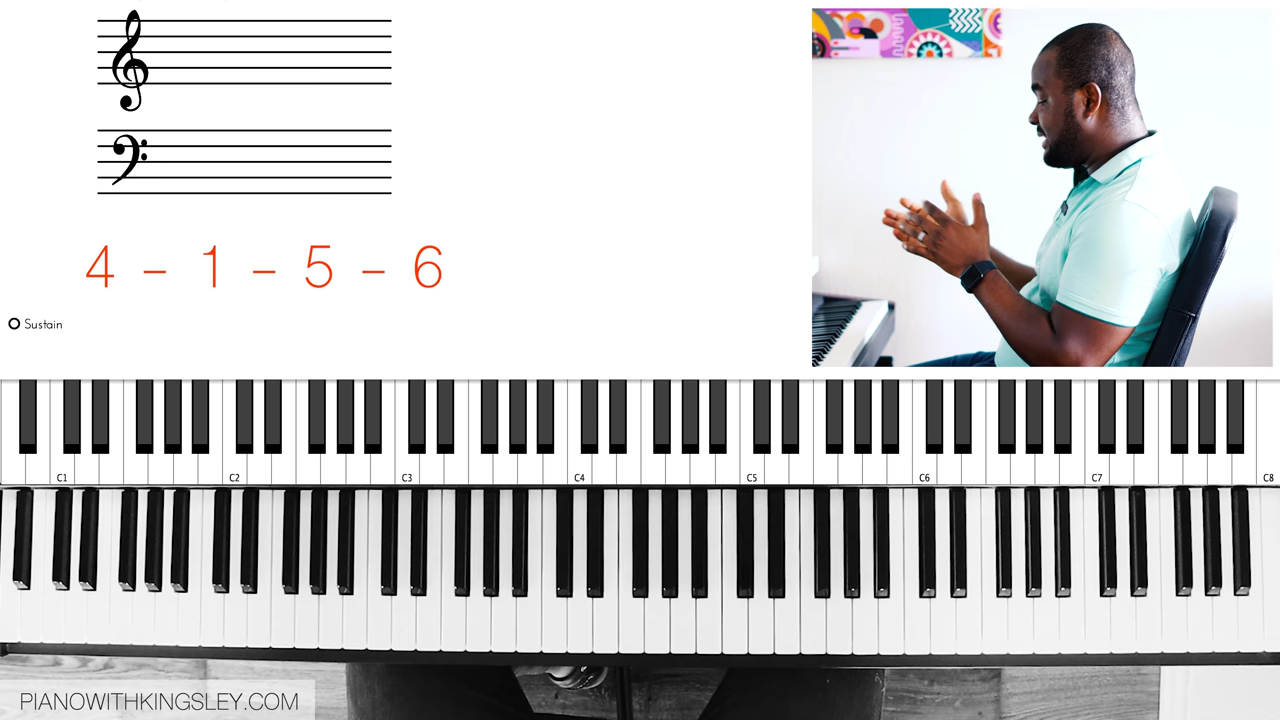 4 – 1 – 5 – 6
Sustain
C1 C2 C3 C4 C5 C6 C7 C8
PIANOWITHKINGSLEY.COM